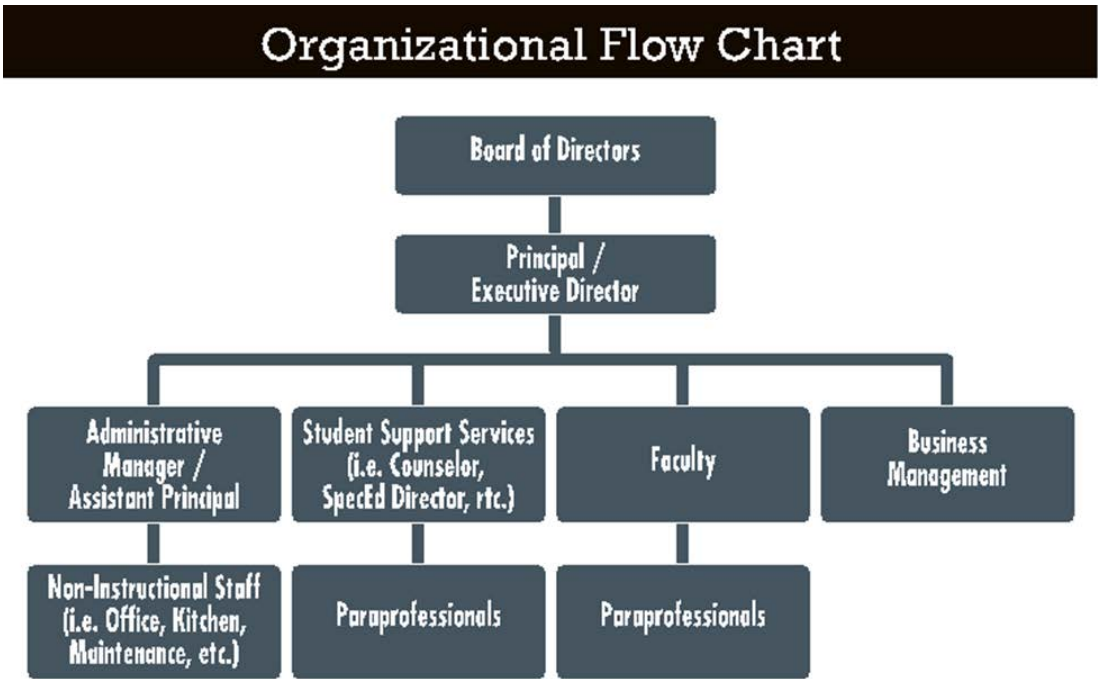 Organizational Flow Chart
Board of Directors
Principal /
Executive Director
Administrative
Manager /
Assistant Principal
Student Support Services
(i.e. Counselor,
SpecEd Director, rtc.)
Faculty
Business
Management
Non-Instructional Staff
(i.e. Office, Kitchen,
Maintenance, etc.)
Paraprofessionals
Paraprofessionals